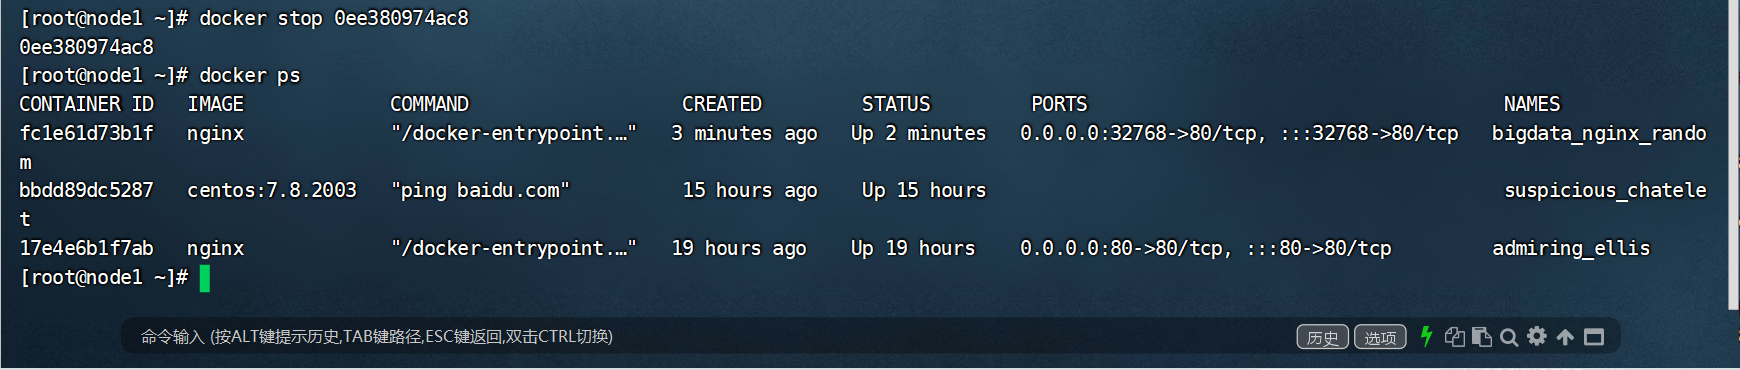 [root@node1 ~]# docker stop 0ee380974ac8
0ee380974ac8
[root@node1 ~]# docker ps
CONTAINER ID   IMAGE             COMMAND                   CREATED         STATUS         PORTS                                     NAMES
fc1e61d73b1f   nginx             "/docker-entrypoint.…"   3 minutes ago   Up 2 minutes   0.0.0.0:32768->80/tcp, :::32768->80/tcp   bigdata_nginx_rando
m
bbdd89dc5287   centos:7.8.2003   "ping baidu.com"          15 hours ago    Up 15 hours                                              suspicious_chatele
t
17e4e6b1f7ab   nginx             "/docker-entrypoint.…"   19 hours ago    Up 19 hours    0.0.0.0:80->80/tcp, :::80->80/tcp         admiring_ellis
[root@node1 ~]#
命令输入 (按ALT键提示历史,TAB键路径,ESC键返回,双击CTRL切换) 历史 选项